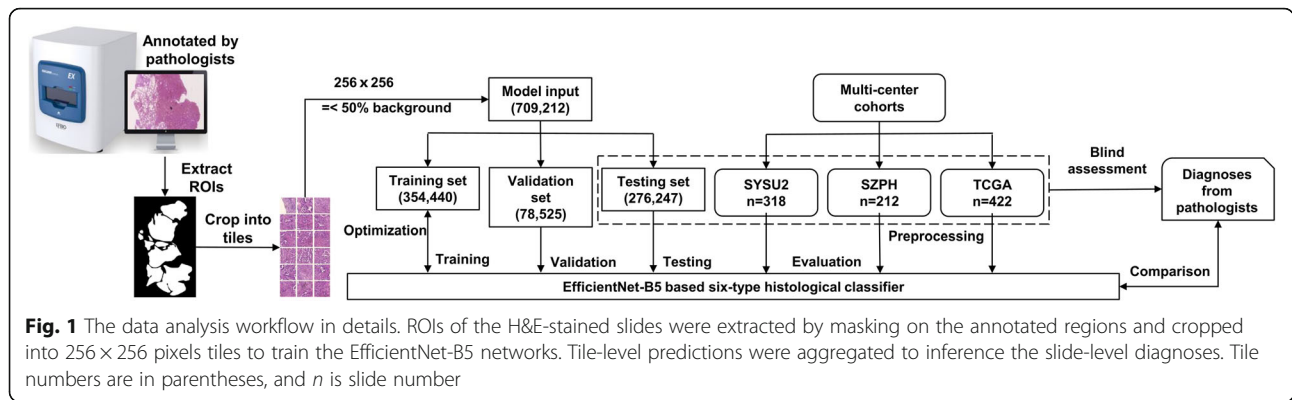 Annotated by
pathologists
EX
Extract
ROIs
Crop into
tiles
256 x 256
=< 50% background
Model input
(709,212)
Multi-center
cohorts
Training set
(354,440)
Validation
set
(78,525)
Testing set
(276,247)
SYSU2
n=318
SZPH
n=212
TCGA
n=422
Blind
assessment
Diagnoses
from
pathologists
Optimization
Preprocessing
Training
Validation
Testing
Evaluation
Comparison
EfficientNet-B5 based six-type histological classifier
Fig. 1 The data analysis workflow in details. ROIs of the H&E-stained slides were extracted by masking on the annotated regions and cropped
into 256 × 256 pixels tiles to train the EfficientNet-B5 networks. Tile-level predictions were aggregated to inference the slide-level diagnoses. Tile
numbers are in parentheses, and n is slide number